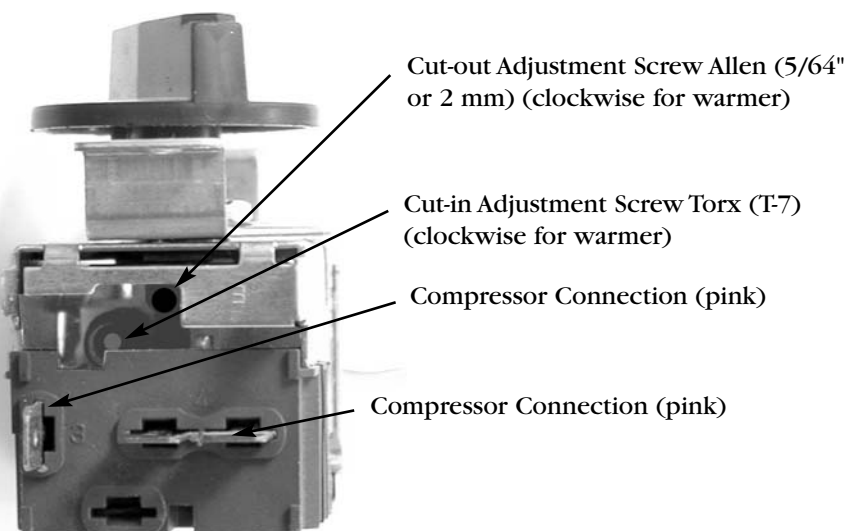 Cut-out Adjustment Screw Allen (5/64"
or 2 mm) (clockwise for warmer)
Cut-in Adjustment Screw Torx (T-7)
(clockwise for warmer)
Compressor Connection (pink)
Compressor Connection (pink)